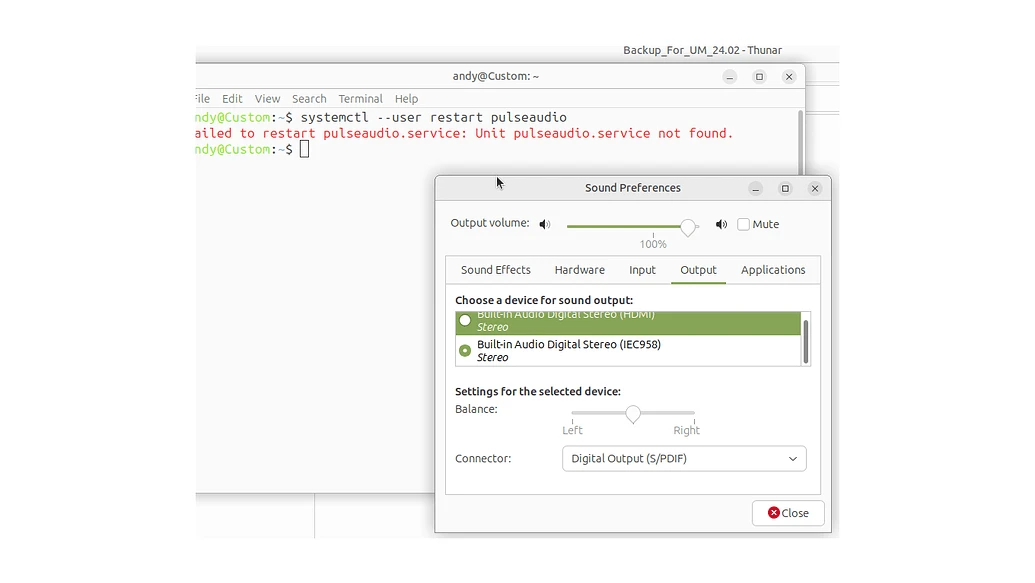 Backup_For_UM_24.02 - Thunar
andy@Custom: ~
File Edit View Search Terminal Help
ndy@Custom:~$ systemctl --user restart pulseaudio
ailed to restart pulseaudio.service: Unit pulseaudio.service not found.
ndy@Custom:~$
Sound Preferences
Output volume:
Mute
100%
Sound Effects Hardware Input Output Applications
Choose a device for sound output:
Built-in Audio Digital Stereo (HDMI)
Stereo
Built-in Audio Digital Stereo (IEC958)
Stereo
Settings for the selected device:
Balance:
Left Right
Connector: Digital Output (S/PDIF)
Close